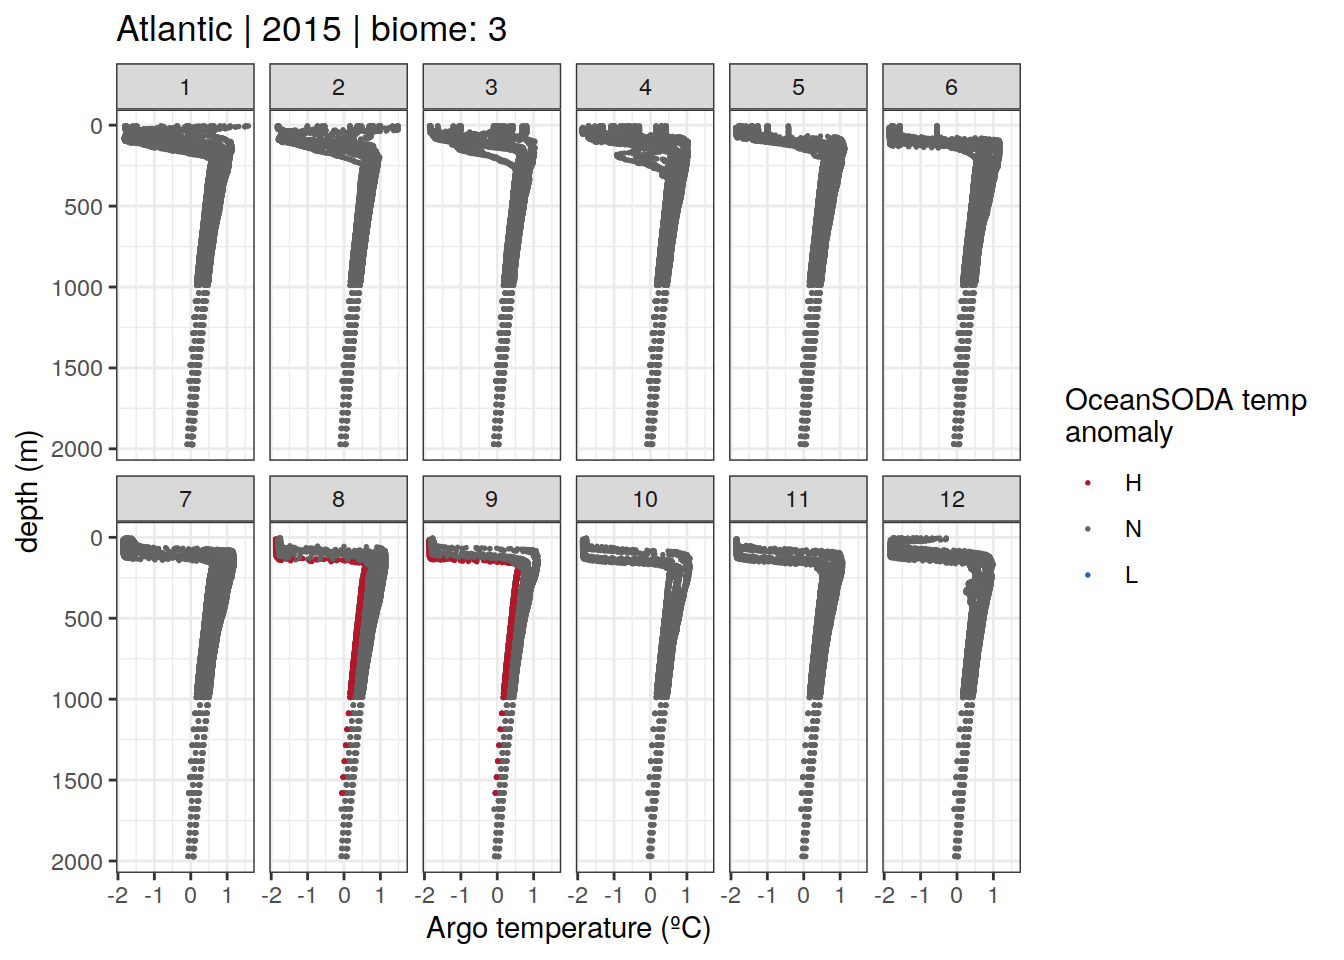 Atlantic | 2015 | biome: 3
1 2 3 4 5 6
0
500
1000
1500
2000
7 8 9 10 11 12
0
500
1000
1500
2000
-2 -1 0 1 -2 -1 0 1 -2 -1 0 1 -2 -1 0 1 -2 -1 0 1 -2 -1 0 1
Argo temperature (ºC)
depth (m)
OceanSODA temp
anomaly
H
N
L